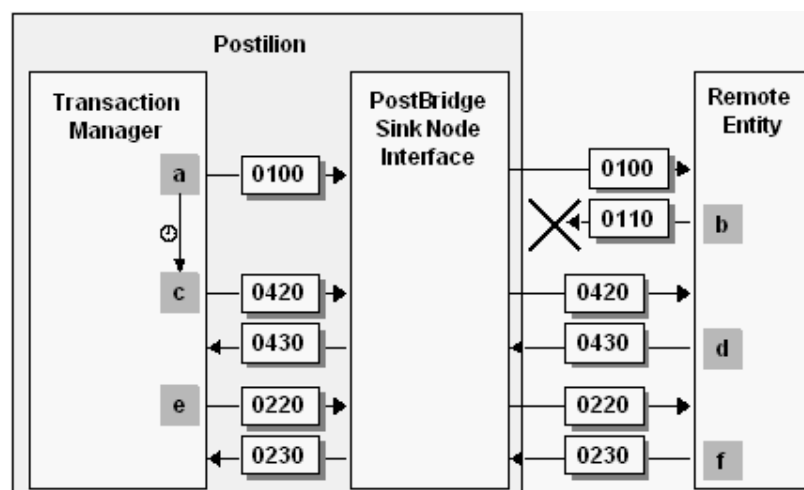 Postilion
Transaction
Manager
PostBridge
Sink Node
Interface
Remote
Entity
a
0100
0100
0110
b
c
0420
0420
0430
0430
d
e
0220
0220
0230
0230
f